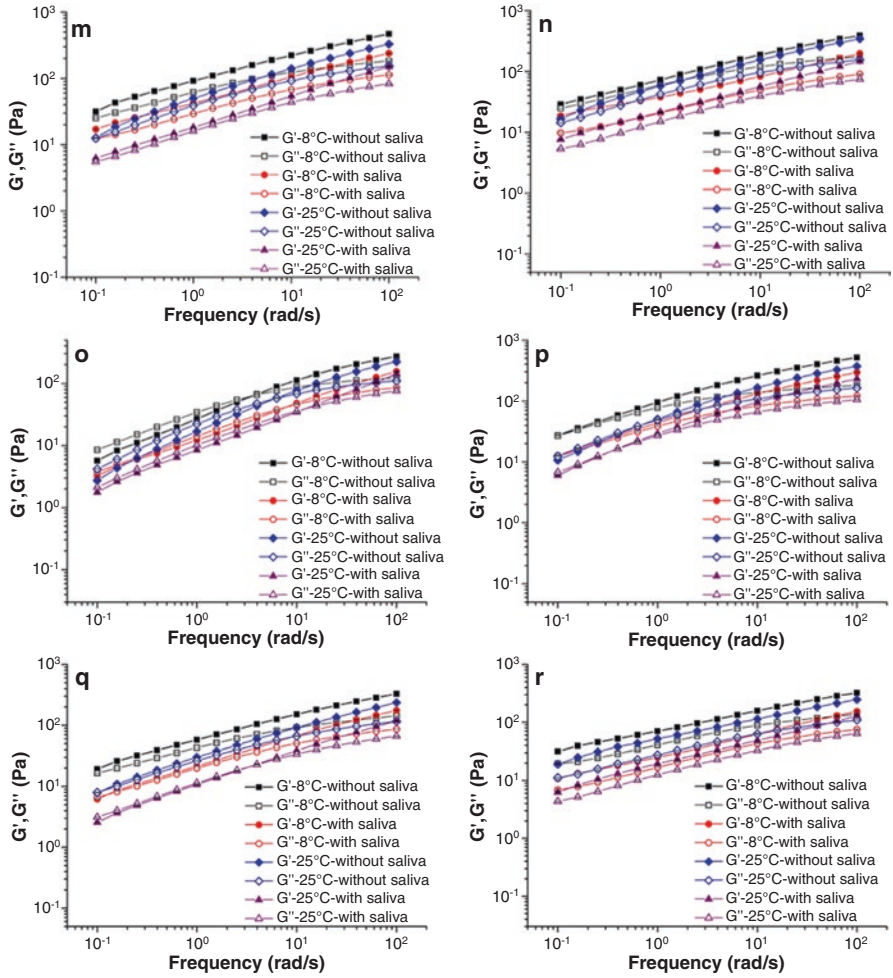 m
10³
10²
10¹
10⁰
10⁻¹
G',G'' (Pa)
G'-8°C-without saliva
G''-8°C-without saliva
G'-8°C-with saliva
G''-8°C-with saliva
G'-25°C-without saliva
G''-25°C-without saliva
G'-25°C-with saliva
G''-25°C-with saliva
10⁻¹ 10⁰ 10¹ 10²
Frequency (rad/s)
n
10³
10²
10¹
10⁰
10⁻¹
G',G'' (Pa)
G'-8°C-without saliva
G''-8°C-without saliva
G'-8°C-with saliva
G''-8°C-with saliva
G'-25°C-without saliva
G''-25°C-without saliva
G'-25°C-with saliva
G''-25°C-with saliva
10⁻¹ 10⁰ 10¹ 10²
Frequency (rad/s)
o
10²
10¹
10⁰
10⁻¹
G',G'' (Pa)
G'-8°C-without saliva
G''-8°C-without saliva
G'-8°C-with saliva
G''-8°C-with saliva
G'-25°C-without saliva
G''-25°C-without saliva
G'-25°C-with saliva
G''-25°C-with saliva
10⁻¹ 10⁰ 10¹ 10²
Frequency (rad/s)
p
10³
10²
10¹
10⁰
10⁻¹
G',G'' (Pa)
G'-8°C-without saliva
G''-8°C-without saliva
G'-8°C-with saliva
G''-8°C-with saliva
G'-25°C-without saliva
G''-25°C-without saliva
G'-25°C-with saliva
G''-25°C-with saliva
10⁻¹ 10⁰ 10¹ 10²
Frequency (rad/s)
q
10³
10²
10¹
10⁰
10⁻¹
G',G'' (Pa)
G'-8°C-without saliva
G''-8°C-without saliva
G'-8°C-with saliva
G''-8°C-with saliva
G'-25°C-without saliva
G''-25°C-without saliva
G'-25°C-with saliva
G''-25°C-with saliva
10⁻¹ 10⁰ 10¹ 10²
Frequency (rad/s)
r
10³
10²
10¹
10⁰
10⁻¹
G',G'' (Pa)
G'-8°C-without saliva
G''-8°C-without saliva
G'-8°C-with saliva
G''-8°C-with saliva
G'-25°C-without saliva
G''-25°C-without saliva
G'-25°C-with saliva
G''-25°C-with saliva
10⁻¹ 10⁰ 10¹ 10²
Frequency (rad/s)